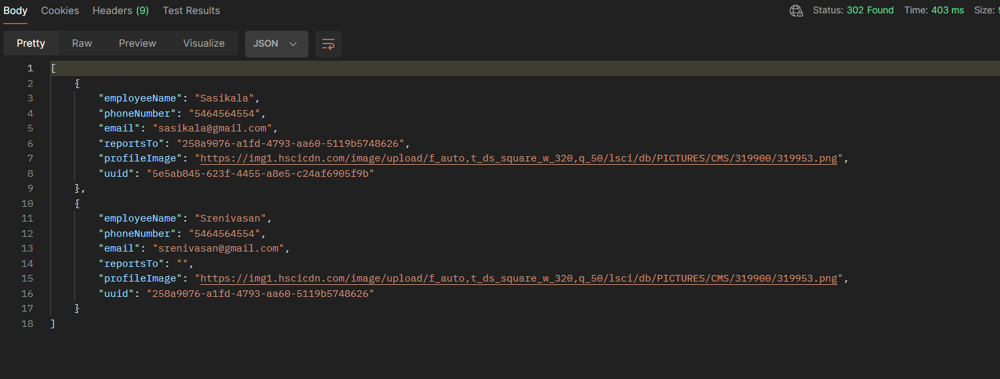 Body Cookies Headers (9) Test Results Status: 302 Found Time: 403 ms Size:
Pretty Raw Preview Visualize JSON
1 [
2 {
3 "employeeName": "Sasikala",
4 "phoneNumber": "5464564554",
5 "email": "sasikala@gmail.com",
6 "reportsTo": "258a9076-a1fd-4793-aa60-5119b5748626",
7 "profileImage": "https://img1.hscicdn.com/image/upload/f_auto,t_ds_square_w_320,q_50/lsci/db/PICTURES/CMS/319900/319953.png",
8 "uuid": "5e5ab845-623f-4455-a8e5-c24af6905f9b"
9 },
10 {
11 "employeeName": "Srenivasan",
12 "phoneNumber": "5464564554",
13 "email": "srenivasan@gmail.com",
14 "reportsTo": "",
15 "profileImage": "https://img1.hscicdn.com/image/upload/f_auto,t_ds_square_w_320,q_50/lsci/db/PICTURES/CMS/319900/319953.png",
16 "uuid": "258a9076-a1fd-4793-aa60-5119b5748626"
17 }
18 ]